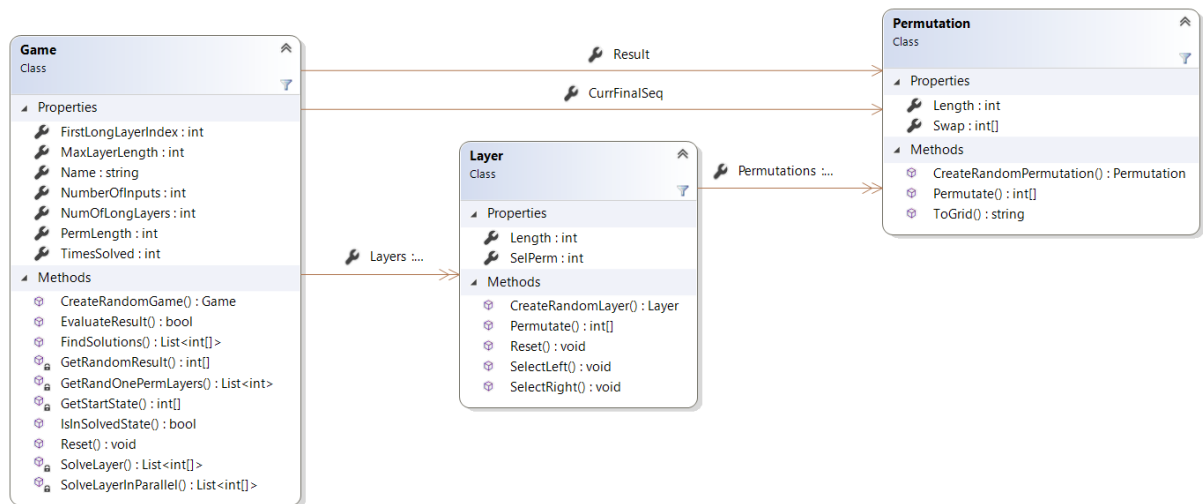 Game
Class
Properties
FirstLongLayerIndex : int
MaxLayerLength : int
Name : string
NumberOfInputs : int
NumOfLongLayers : int
PermLength : int
TimesSolved : int
Methods
CreateRandomGame() : Game
EvaluateResult() : bool
FindSolutions() : List<int[]>
GetRandomResult() : int[]
GetRandOnePermLayers() : List<int>
GetStartState() : int[]
IsInSolvedState() : bool
Reset() : void
SolveLayer() : List<int[]>
SolveLayerInParallel() : List<int[]>
Result
CurrFinalSeq
Layers :...
Layer
Class
Properties
Length : int
SelPerm : int
Methods
CreateRandomLayer() : Layer
Permutate() : int[]
Reset() : void
SelectLeft() : void
SelectRight() : void
Permutations :...
Permutation
Class
Properties
Length : int
Swap : int[]
Methods
CreateRandomPermutation() : Permutation
Permutate() : int[]
ToGrid() : string